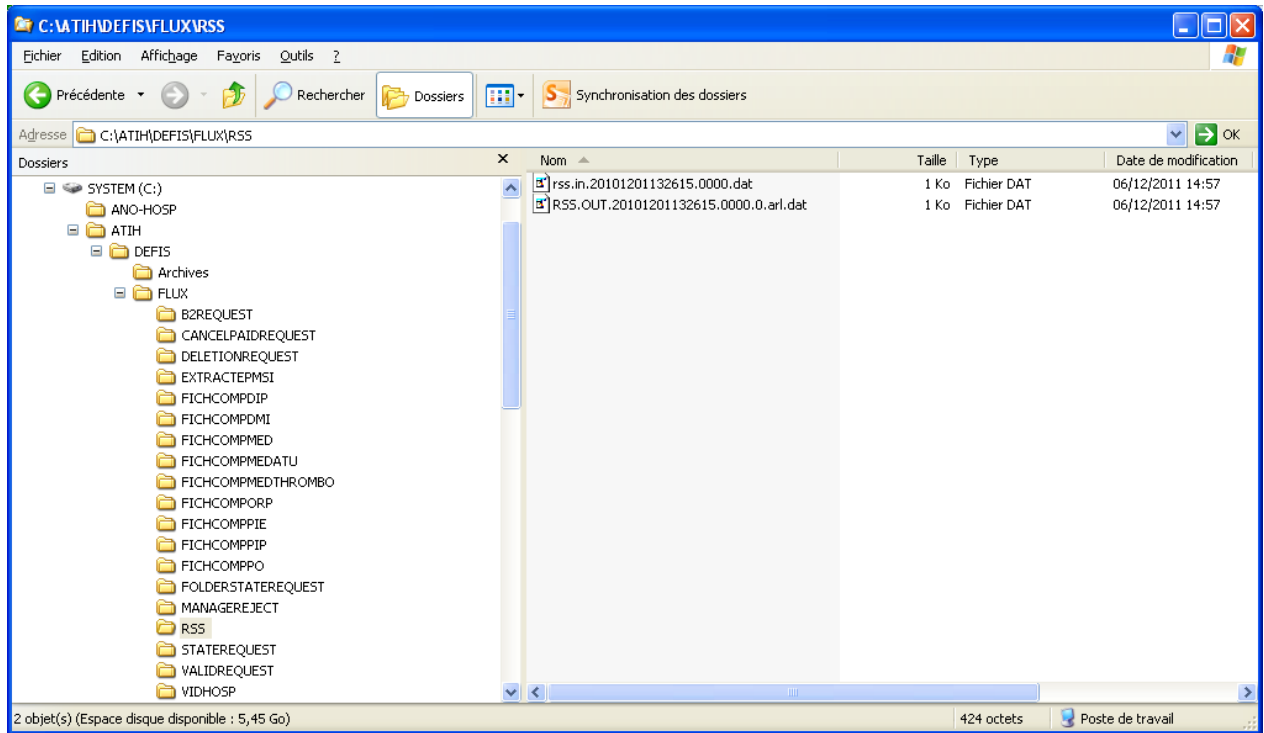 C:\ATIH\DEFIS\FLUX\RSS
Fichier Edition Affichage Favoris Outils ?
Précédente Rechercher Dossiers Synchronisation des dossiers
Adresse C:\ATIH\DEFIS\FLUX\RSS OK
Dossiers x Nom Taille Type Date de modification
SYSTEM (C:)
ANO-HOSP
ATIH
DEFIS
Archives
FLUX
B2REQUEST
CANCELPAIDREQUEST
DELETIONREQUEST
EXTRACTEPMSI
FICHCOMPDIP
FICHCOMPDMI
FICHCOMPMED
FICHCOMPMEDATU
FICHCOMPMEDTHROMBO
FICHCOMPORP
FICHCOMPPIE
FICHCOMPPIP
FICHCOMPPO
FOLDERSTATEREQUEST
MANAGEREJECT
RSS
STATEREQUEST
VALIDREQUEST
VIDHOSP
rss.in.20101201132615.0000.dat 1 Ko Fichier DAT 06/12/2011 14:57
RSS.OUT.20101201132615.0000.0.arl.dat 1 Ko Fichier DAT 06/12/2011 14:57
2 objet(s) (Espace disque disponible : 5,45 Go) 424 octets Poste de travail